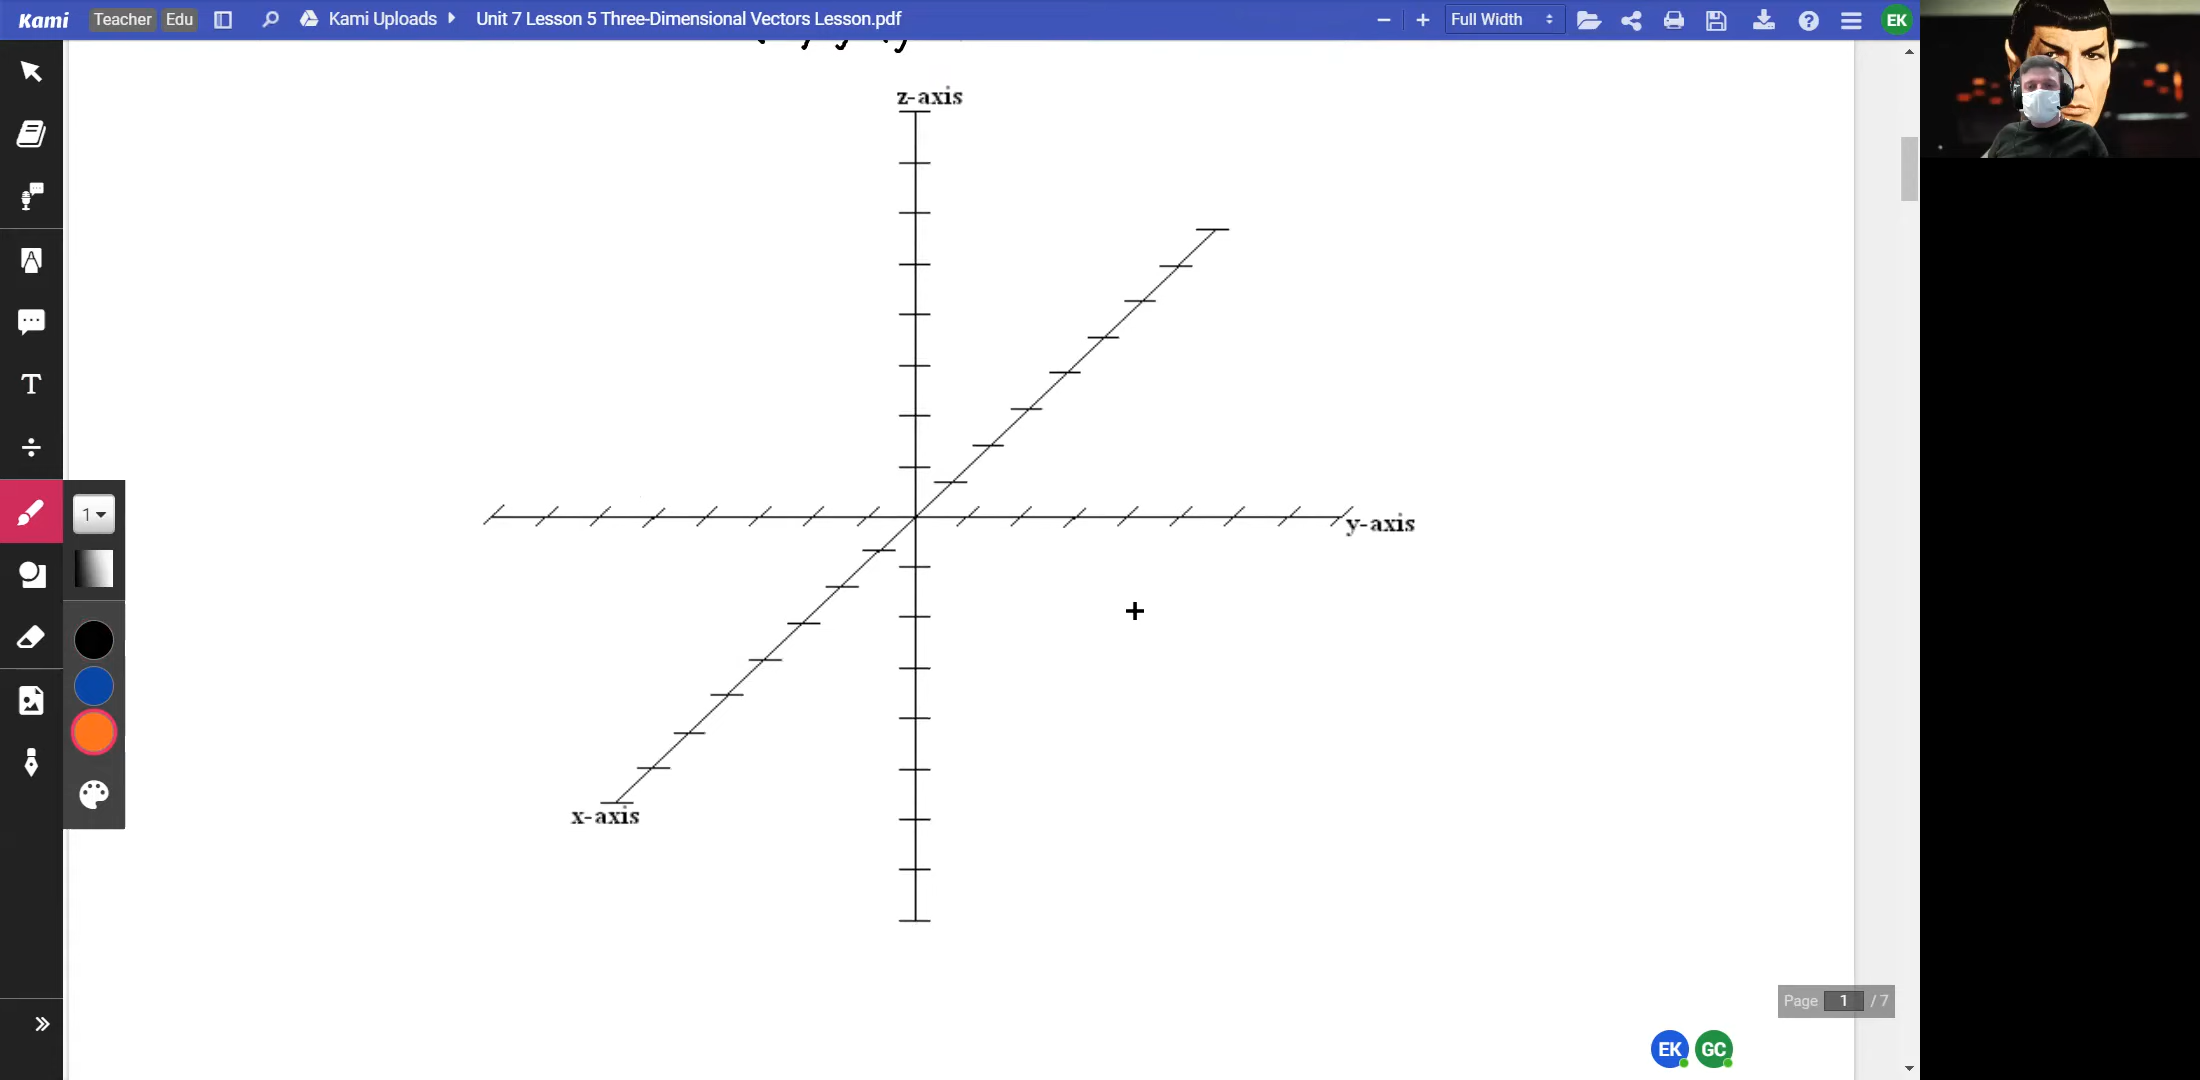 Kami Teacher Edu Kami Uploads Unit 7 Lesson 5 Three-Dimensional Vectors Lesson.pdf Full Width EK
z-axis
y-axis
1
x-axis
Page 1 / 7
EK GC